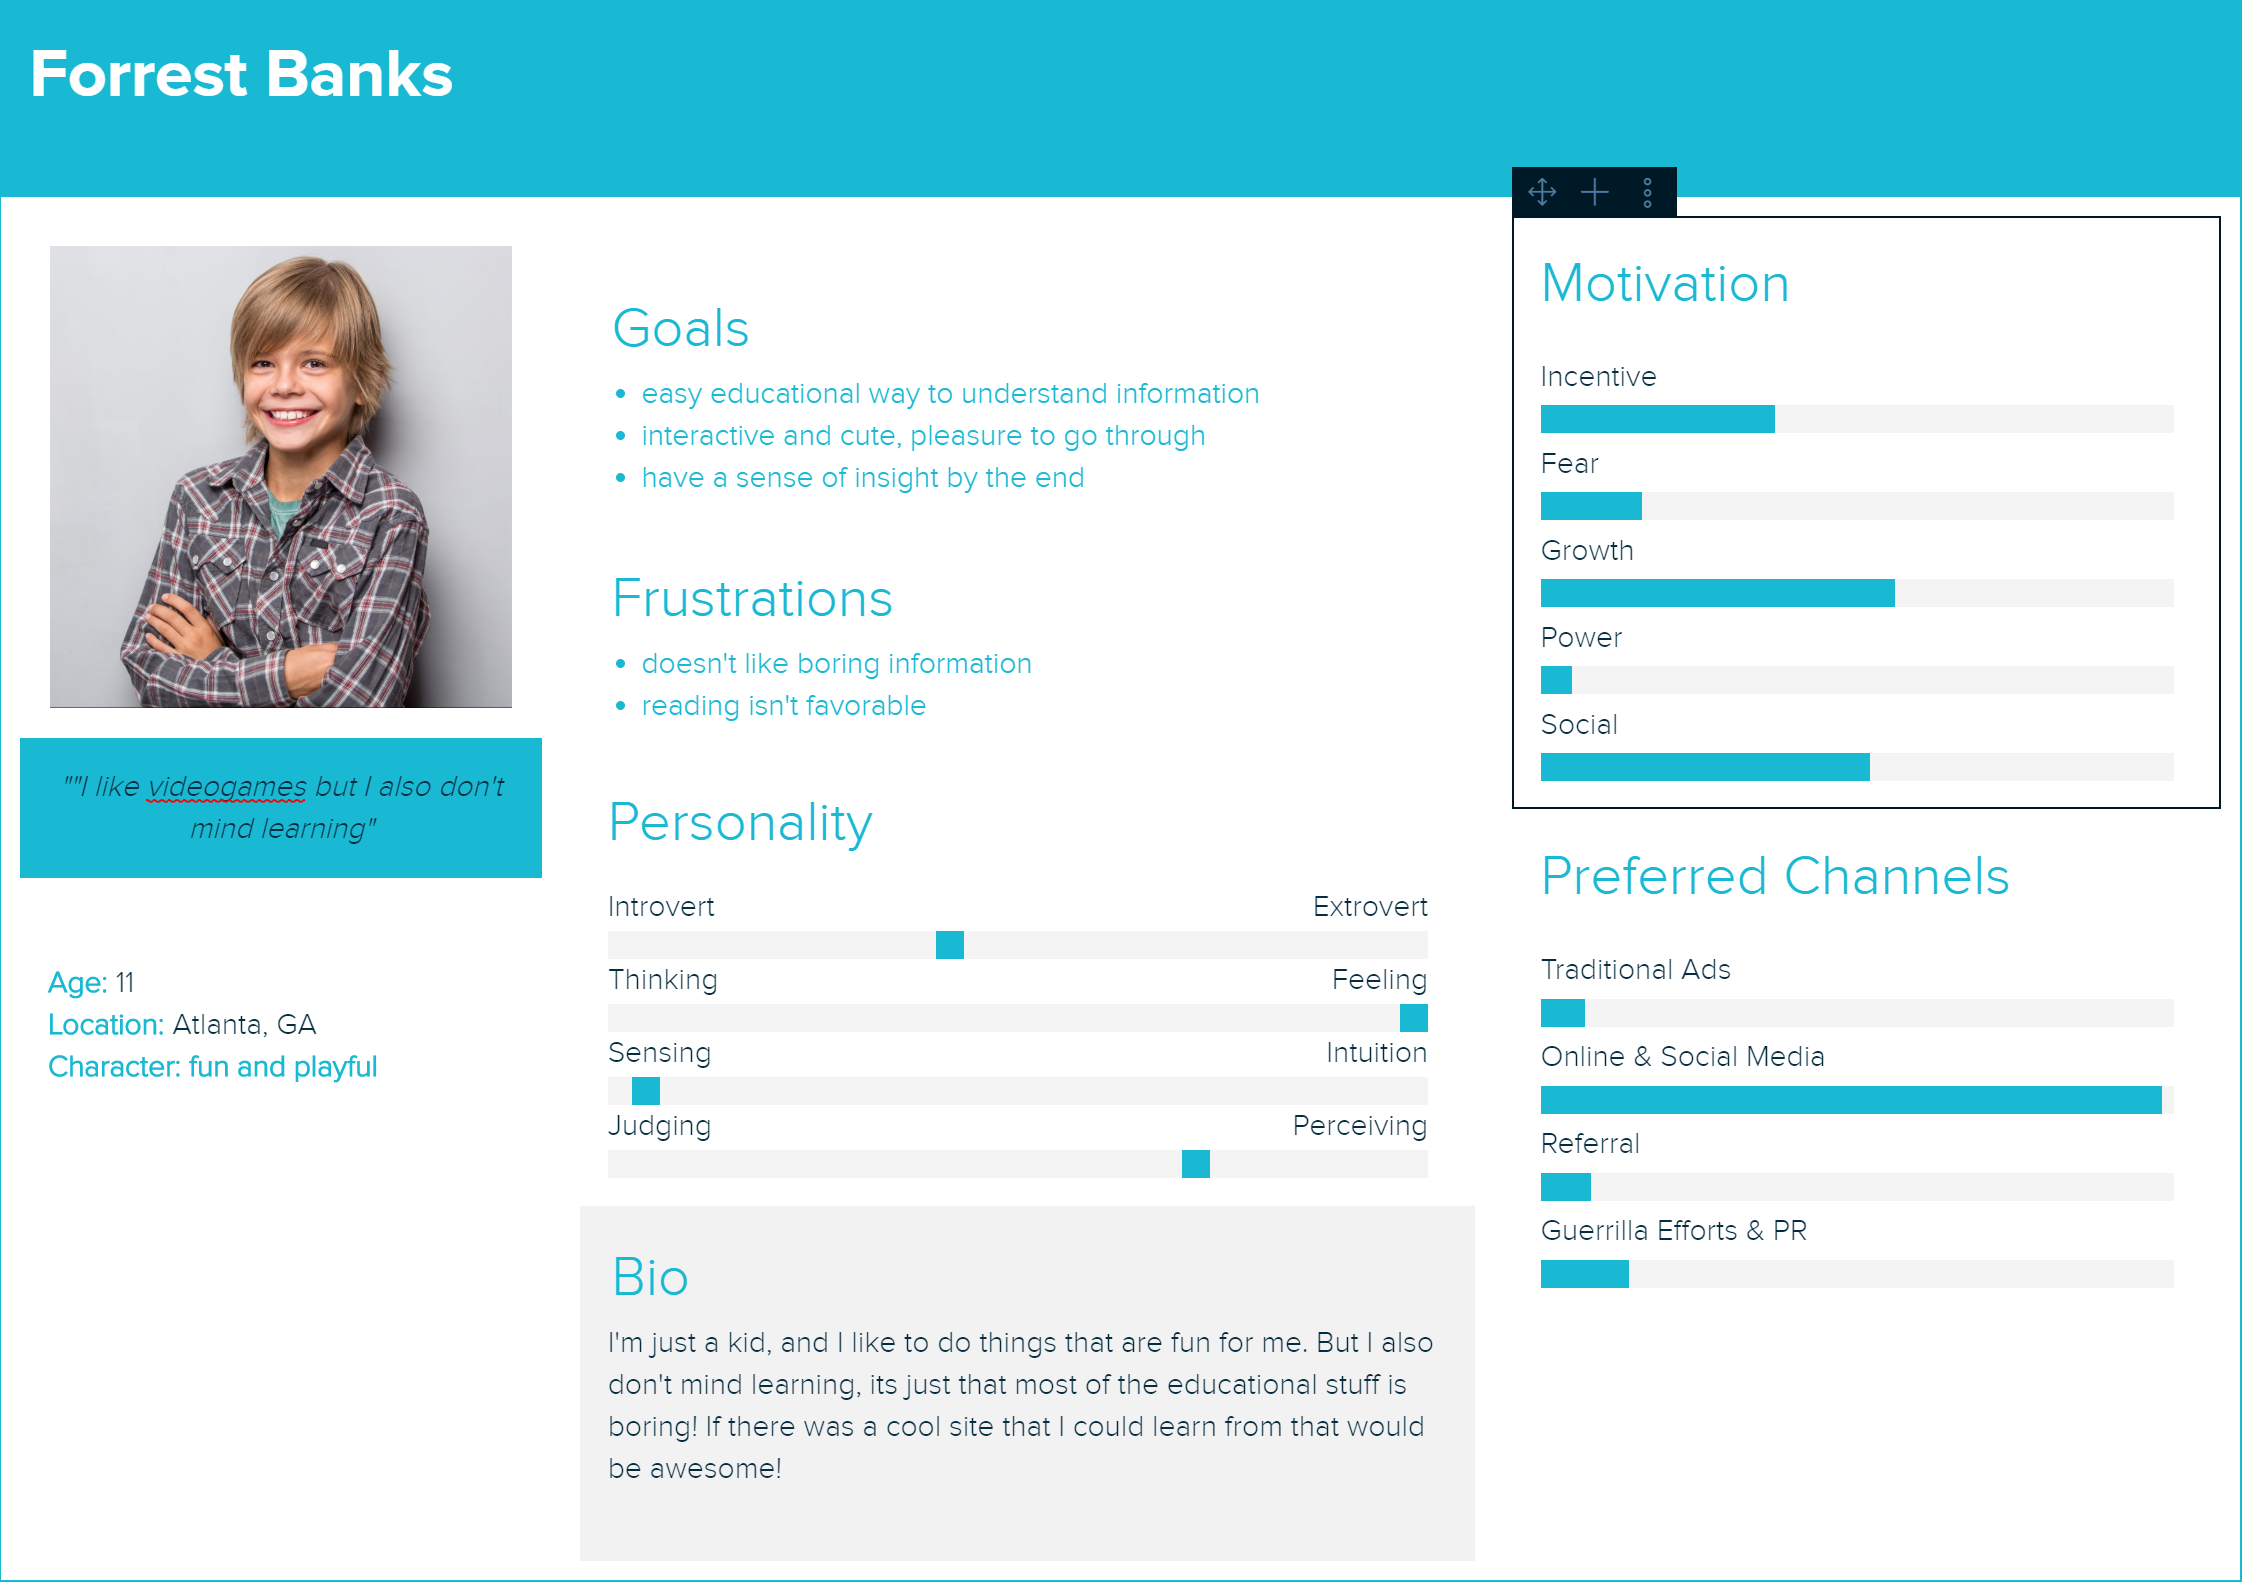 Forrest Banks
""I like videogames but I also don't
mind learning"
Age: 11
Location: Atlanta, GA
Character: fun and playful
Goals
• easy educational way to understand information
• interactive and cute, pleasure to go through
• have a sense of insight by the end
Frustrations
• doesn't like boring information
• reading isn't favorable
Personality
Introvert Extrovert
Thinking Feeling
Sensing Intuition
Judging Perceiving
Bio
I'm just a kid, and I like to do things that are fun for me. But I also
don't mind learning, its just that most of the educational stuff is
boring! If there was a cool site that I could learn from that would
be awesome!
Motivation
Incentive
Fear
Growth
Power
Social
Preferred Channels
Traditional Ads
Online & Social Media
Referral
Guerrilla Efforts & PR